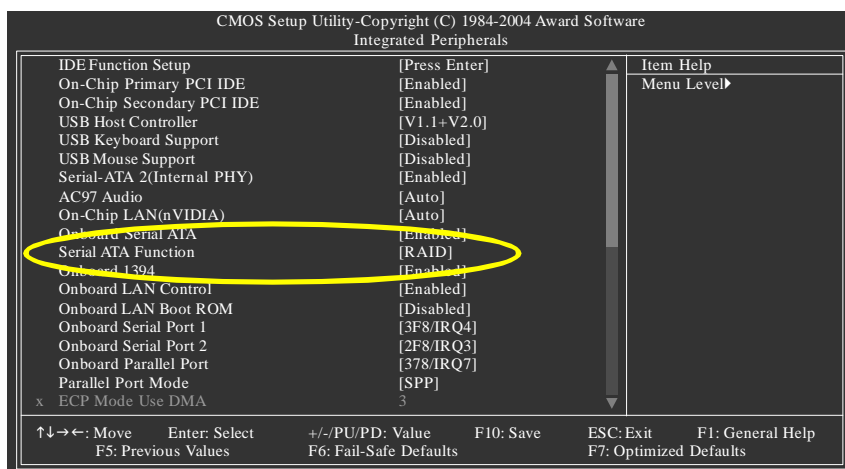 CMOS Setup Utility-Copyright (C) 1984-2004 Award Software
Integrated Peripherals
IDE Function Setup [Press Enter]
On-Chip Primary PCI IDE [Enabled]
On-Chip Secondary PCI IDE [Enabled]
USB Host Controller [V1.1+V2.0]
USB Keyboard Support [Disabled]
USB Mouse Support [Disabled]
Serial-ATA 2(Internal PHY) [Enabled]
AC97 Audio [Auto]
On-Chip LAN(nVIDIA) [Auto]
Onboard Serial ATA [Enabled]
Serial ATA Function [RAID]
Onboard 1394 [Enabled]
Onboard LAN Control [Enabled]
Onboard LAN Boot ROM [Disabled]
Onboard Serial Port 1 [3F8/IRQ4]
Onboard Serial Port 2 [2F8/IRQ3]
Onboard Parallel Port [378/IRQ7]
Parallel Port Mode [SPP]
x ECP Mode Use DMA 3
Item Help
Menu Level▶
↑↓→←: Move Enter: Select +/-/PU/PD: Value F10: Save ESC: Exit F1: General Help
F5: Previous Values F6: Fail-Safe Defaults F7: Optimized Defaults